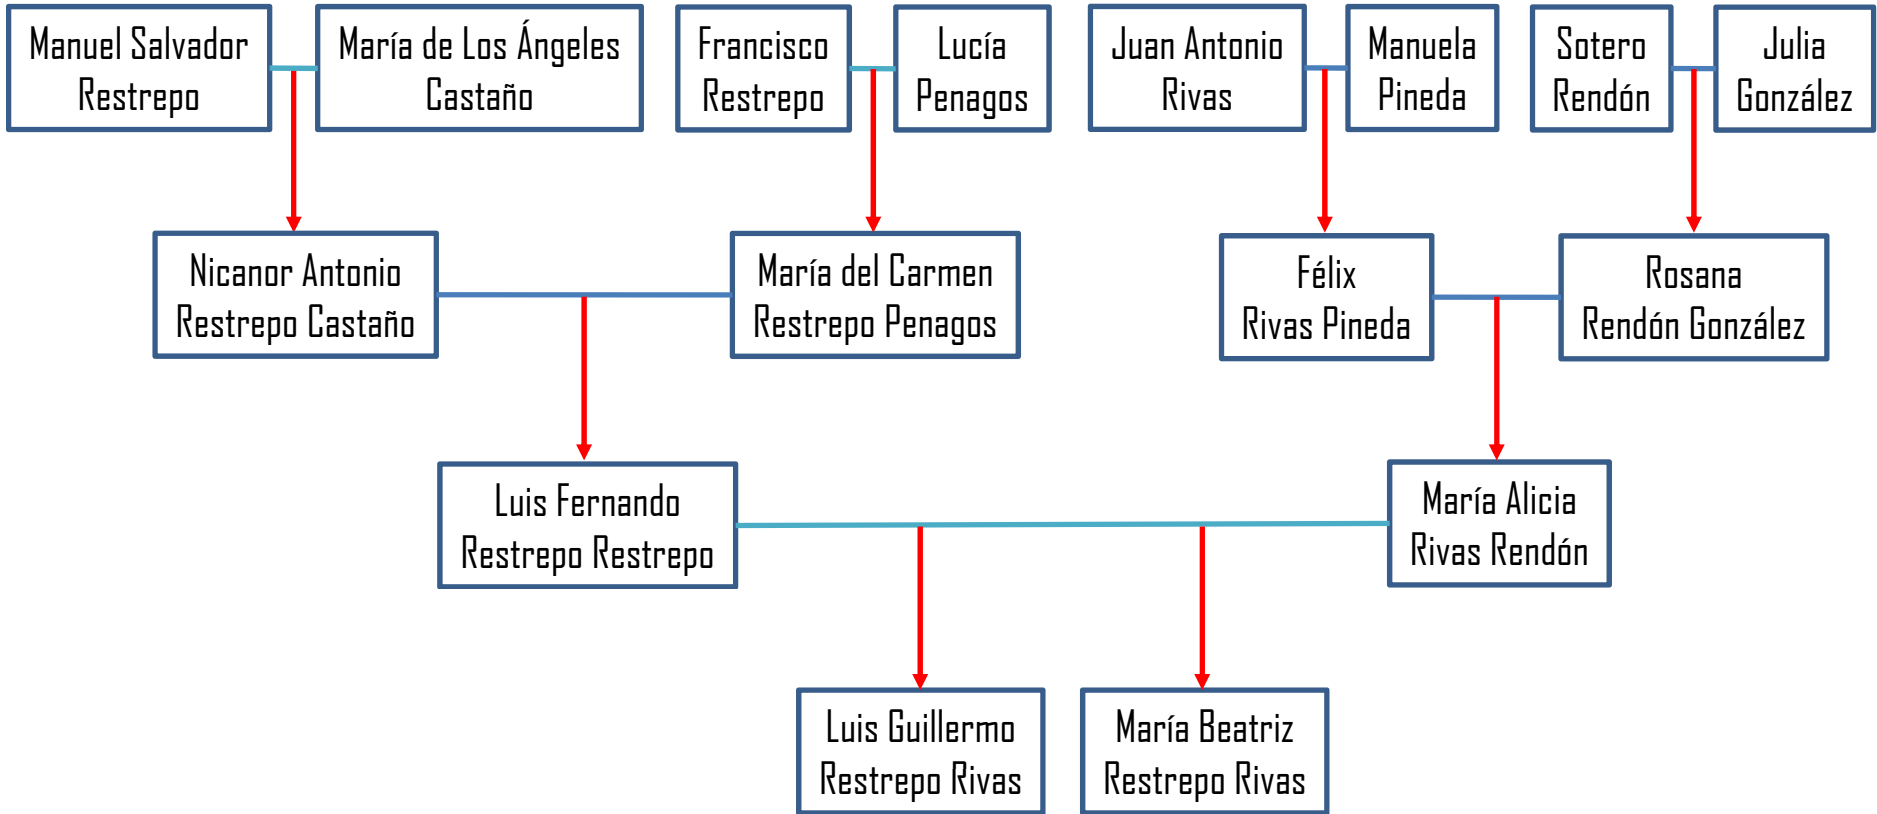 Manuel Salvador
Restrepo
María de Los Ángeles
Castaño
Francisco
Restrepo
Lucía
Penagos
Juan Antonio
Rivas
Manuela
Pineda
Sotero
Rendón
Julia
González
Nicanor Antonio
Restrepo Castaño
María del Carmen
Restrepo Penagos
Félix
Rivas Pineda
Rosana
Rendón González
Luis Fernando
Restrepo Restrepo
María Alicia
Rivas Rendón
Luis Guillermo
Restrepo Rivas
María Beatriz
Restrepo Rivas